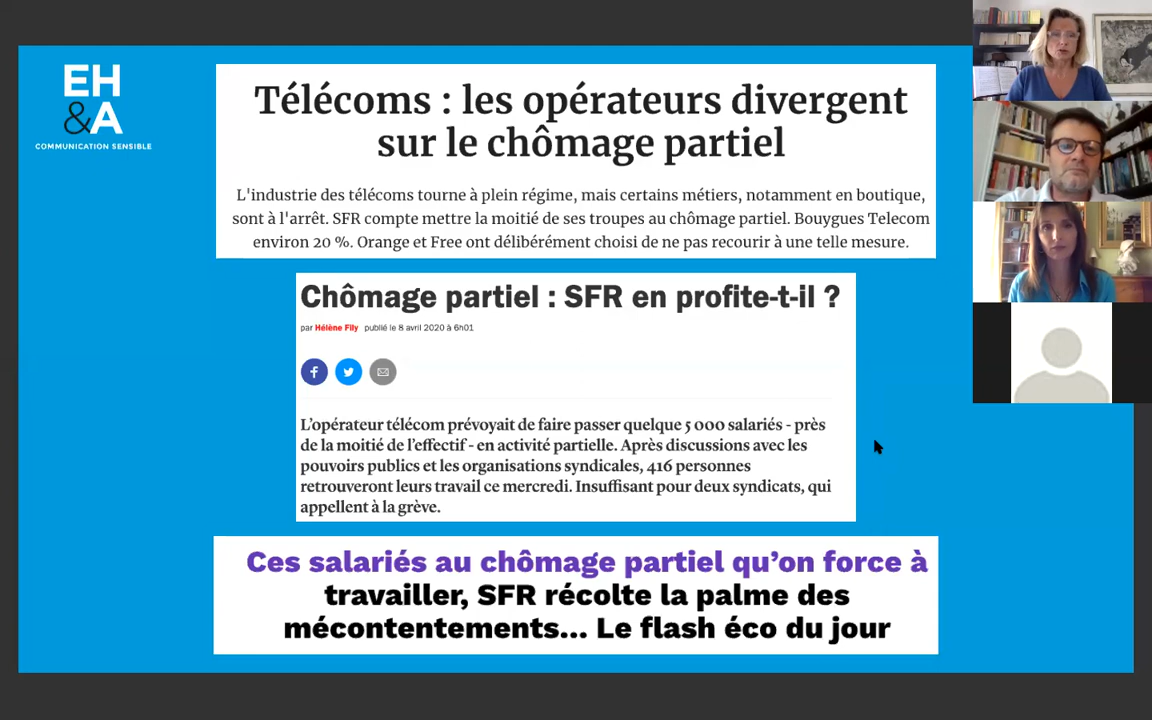 EH
&A
COMMUNICATION SENSIBLE
Télécoms : les opérateurs divergent
sur le chômage partiel
L'industrie des télécoms tourne à plein régime, mais certains métiers, notamment en boutique,
sont à l'arrêt. SFR compte mettre la moitié de ses troupes au chômage partiel. Bouygues Telecom
environ 20 %. Orange et Free ont délibérément choisi de ne pas recourir à une telle mesure.
Chômage partiel : SFR en profite-t-il ?
par Hélène Fily publié le 8 avril 2020 à 6h01
L'opérateur télécom prévoyait de faire passer quelque 5 000 salariés - près
de la moitié de l'effectif - en activité partielle. Après discussions avec les
pouvoirs publics et les organisations syndicales, 416 personnes
retrouveront leurs travail ce mercredi. Insuffisant pour deux syndicats, qui
appellent à la grève.
Ces salariés au chômage partiel qu'on force à
travailler, SFR récolte la palme des
mécontentements... Le flash éco du jour